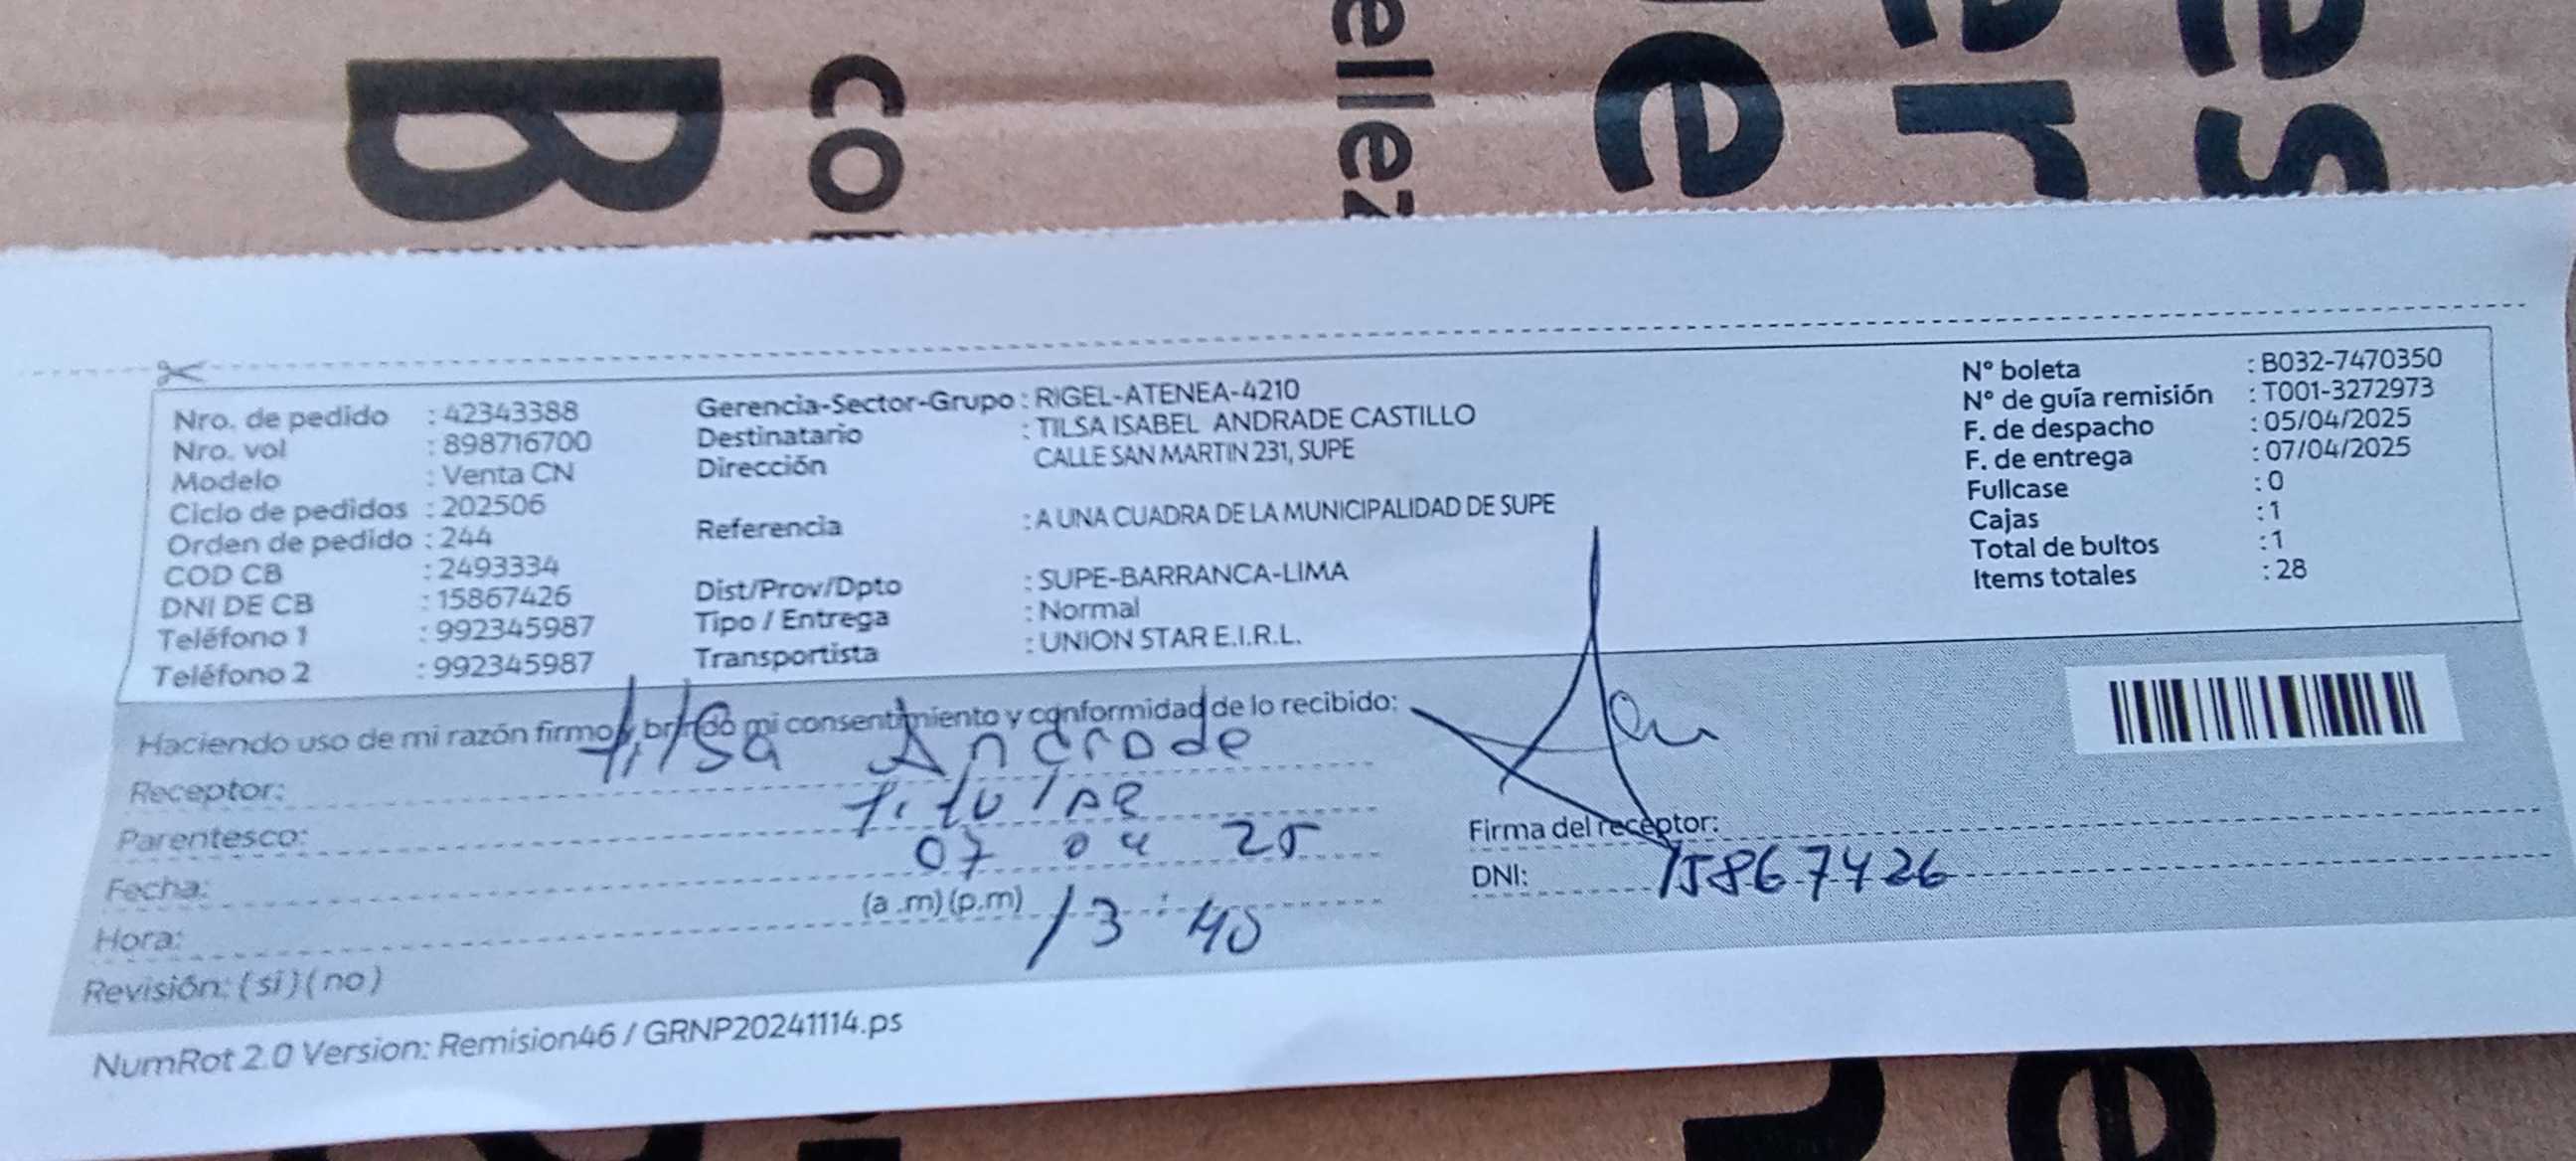 B
co
ellez
e
er
es
Nro. de pedido : 42343388
Nro. vol : 898716700
Modelo : Venta CN
Ciclo de pedidos : 202506
Orden de pedido : 244
COD CB : 2493334
DNI DE CB : 15867426
Teléfono 1 : 992345987
Teléfono 2 : 992345987
Gerencia-Sector-Grupo : RIGEL-ATENEA-4210
Destinatario : TILSA ISABEL ANDRADE CASTILLO
Dirección CALLE SAN MARTIN 231, SUPE
Referencia : A UNA CUADRA DE LA MUNICIPALIDAD DE SUPE
Dist/Prov/Dpto : SUPE-BARRANCA-LIMA
Tipo / Entrega : Normal
Transportista : UNION STAR E.I.R.L.
N° boleta : B032-7470350
N° de guía remisión : T001-3272973
F. de despacho : 05/04/2025
F. de entrega : 07/04/2025
Fullcase : 0
Cajas : 1
Total de bultos : 1
Items totales : 28
Haciendo uso de mi razón firmo y brindo mi consentimiento y conformidad de lo recibido:
Receptor: Tilsa Andrade
Parentesco: Titular
Fecha: 07 04 25
Hora: (a .m) (p.m) 13:40
Revisión: ( sí ) ( no )
Firma del receptor:
DNI: 15867426
NumRot 2.0 Version: Remision46 / GRNP20241114.ps